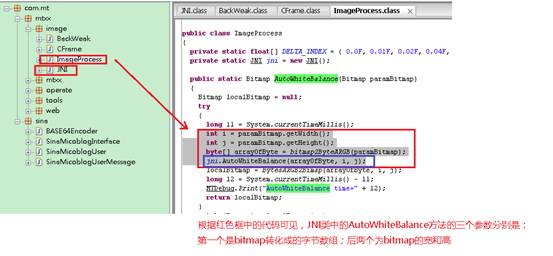 com.mt
mtxx
image
BackWeak
CFrame
ImageProcess
JNI
mtxx
operate
tools
web
sina
BASE64Encoder
SinaMicoblogInterface
SinaMicoblogUser
SinaMicoblogUserMessage
JNI.class BackWeak.class CFrame.class ImageProcess.class
public class ImageProcess
{
private static float[] DELTA_INDEX = { 0.0F, 0.01F, 0.02F, 0.04F,
private static JNI jni = new JNI();
public static Bitmap AutoWhiteBalance(Bitmap paramBitmap)
{
Bitmap localBitmap = null;
try
{
long l1 = System.currentTimeMillis();
int i = paramBitmap.getWidth();
int j = paramBitmap.getHeight();
byte[] arrayOfByte = bitmap2ByteARGB(paramBitmap);
jni.AutoWhiteBalance(arrayOfByte, i, j);
localBitmap = byteARGB2Bitmap(arrayOfByte, i, j);
long l2 = System.currentTimeMillis() - l1;
MTDebug.Print("AutoWhiteBalance time=" + l2);
return localBitmap;
}
根据红色框中的代码可见，JNI类中的AutoWhiteBalance方法的三个参数分别是：
第一个是bitmap转化成的字节数组；后两个为bitmap的宽和高